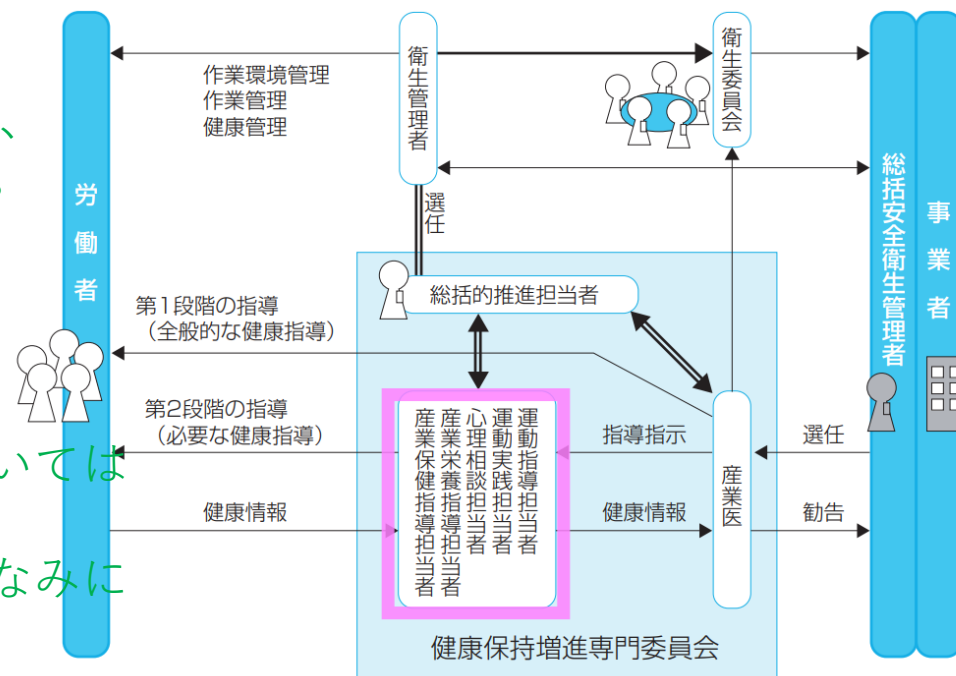 衛生管理者
衛生委員会
作業環境管理
作業管理
健康管理
、
労働者
選任
総括安全衛生管理者
事業者
総括的推進担当者
第1段階の指導
（全般的な健康指導）
第2段階の指導
（必要な健康指導）
運動指導担当者
運動実践担当者
心理相談担当者
産業栄養指導担当者
産業保健指導担当者
指導指示
選任
産業医
いては
健康情報
健康情報
勧告
なみに
健康保持増進専門委員会